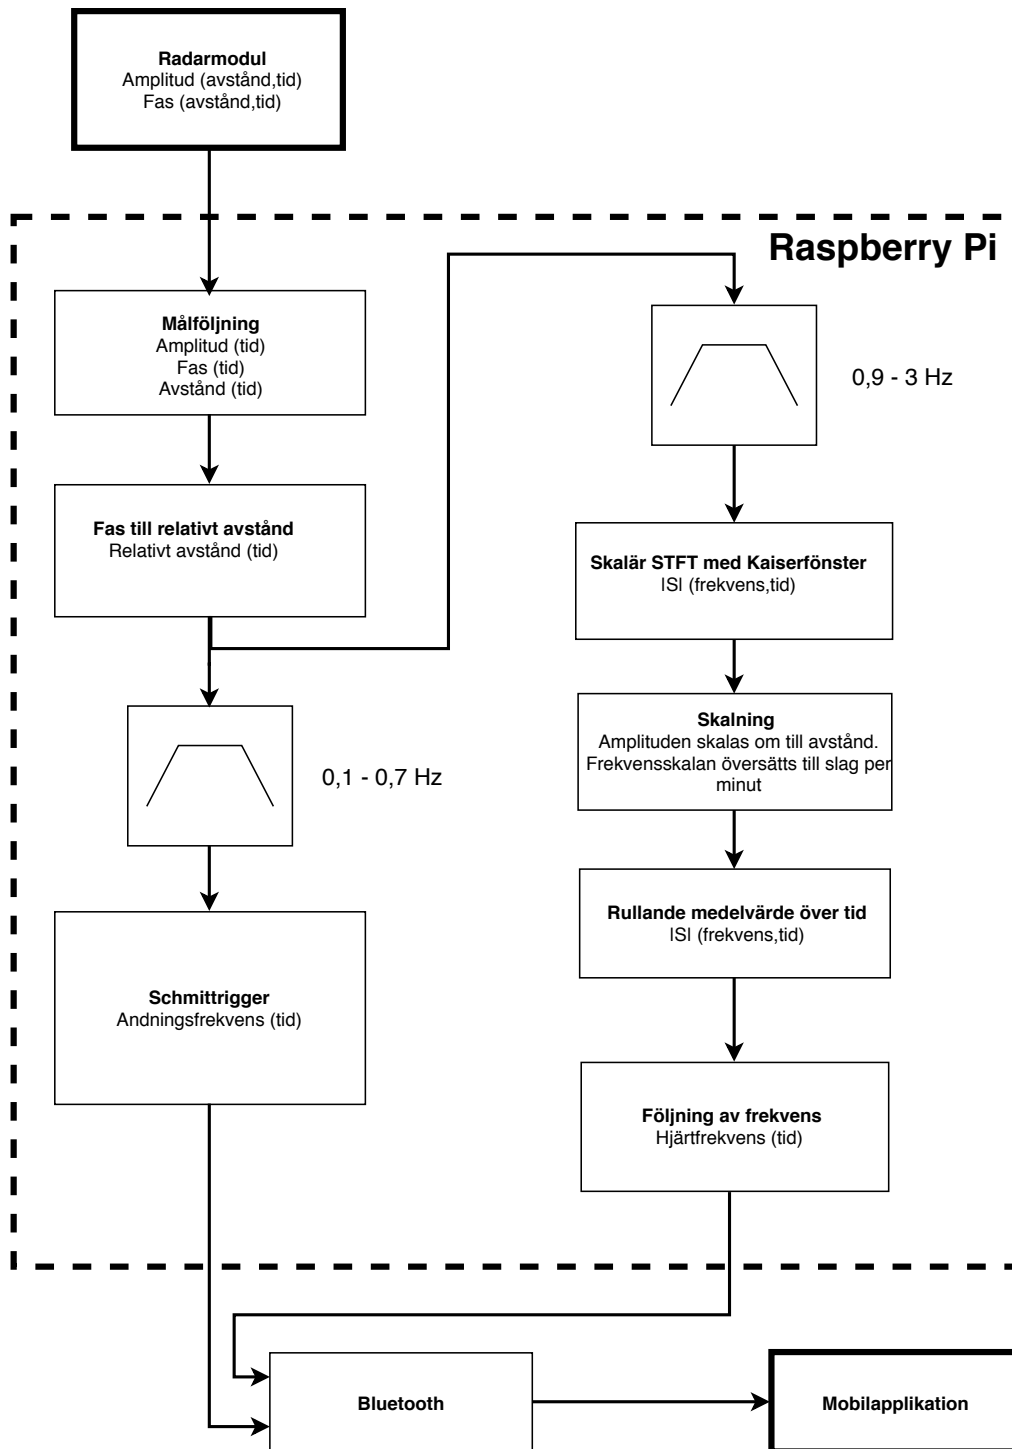 Radarmodul
Amplitud (avstånd,tid)
Fas (avstånd,tid)
Raspberry Pi
Målföljning
Amplitud (tid)
Fas (tid)
Avstånd (tid)
Fas till relativt avstånd
Relativt avstånd (tid)
0,1 - 0,7 Hz
Schmittrigger
Andningsfrekvens (tid)
0,9 - 3 Hz
Skalär STFT med Kaiserfönster
|S| (frekvens,tid)
Skalning
Amplituden skalas om till avstånd.
Frekvensskalan översätts till slag per
minut
Rullande medelvärde över tid
|S| (frekvens,tid)
Följning av frekvens
Hjärtfrekvens (tid)
Bluetooth
Mobilapplikation